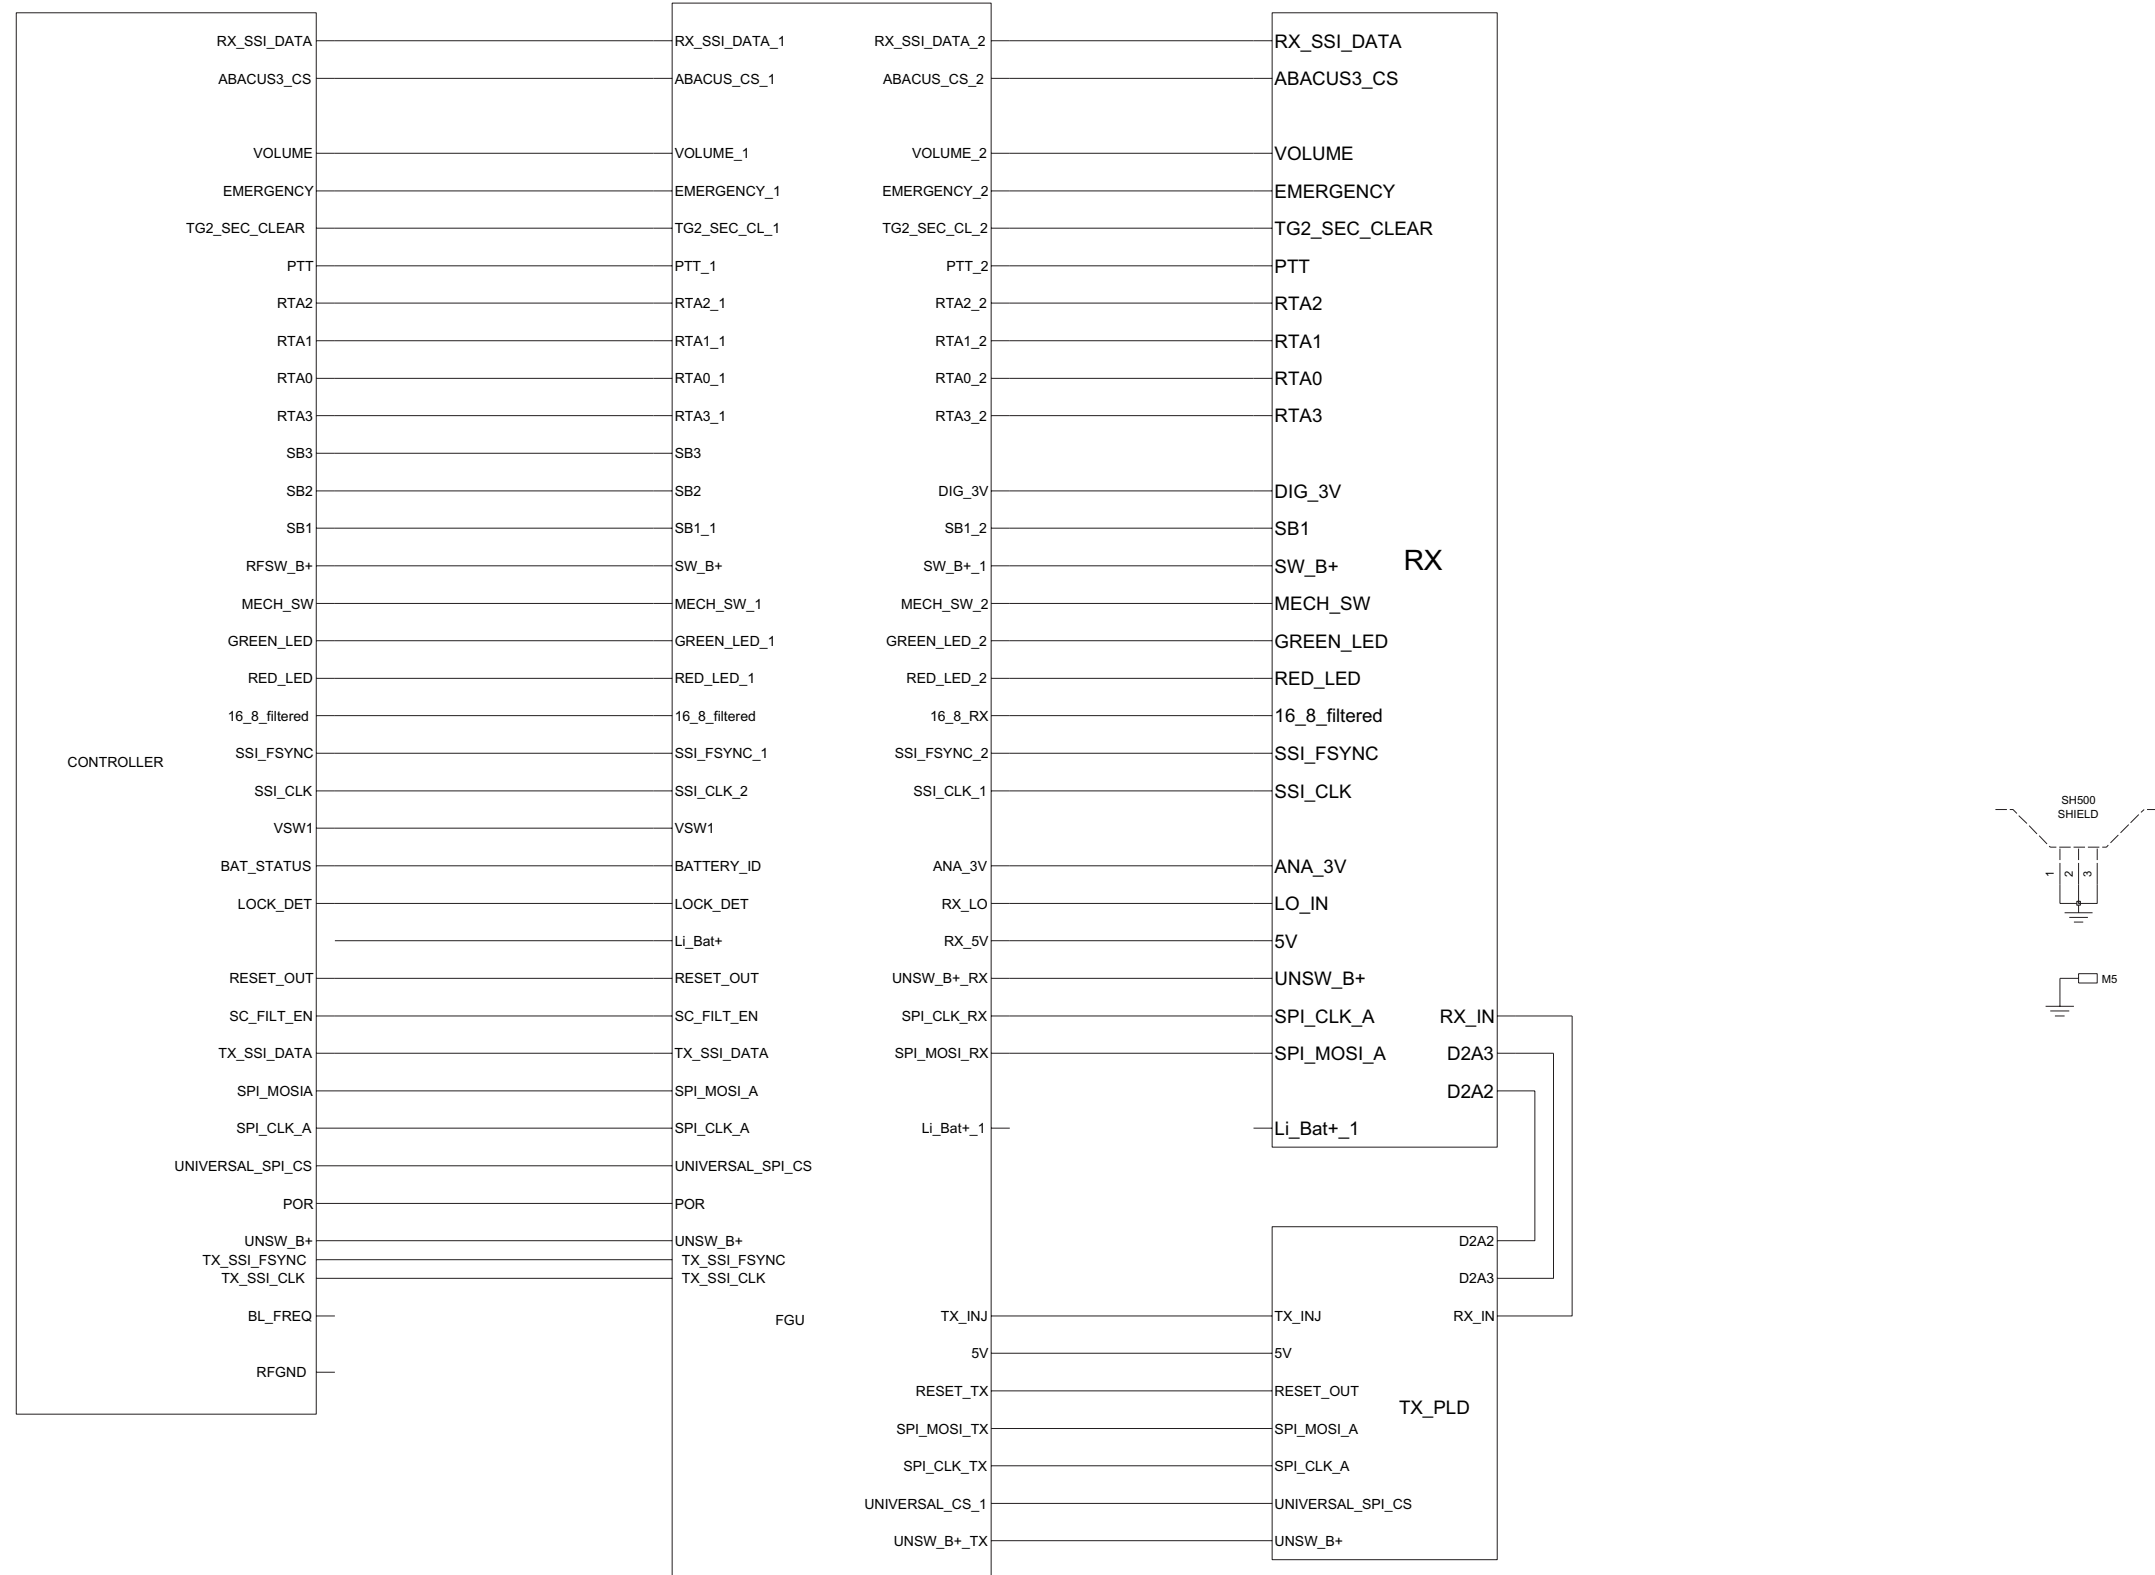 RX_SSI_DATA RX_SSI_DATA_1 RX_SSI_DATA_2 RX_SSI_DATA
ABACUS3_CS ABACUS_CS_1 ABACUS_CS_2 ABACUS3_CS
VOLUME VOLUME_1 VOLUME_2 VOLUME
EMERGENCY EMERGENCY_1 EMERGENCY_2 EMERGENCY
TG2_SEC_CLEAR TG2_SEC_CL_1 TG2_SEC_CL_2 TG2_SEC_CLEAR
PTT PTT_1 PTT_2 PTT
RTA2 RTA2_1 RTA2_2 RTA2
RTA1 RTA1_1 RTA1_2 RTA1
RTA0 RTA0_1 RTA0_2 RTA0
RTA3 RTA3_1 RTA3_2 RTA3
SB3 SB3
SB2 SB2 DIG_3V DIG_3V
SB1 SB1_1 SB1_2 SB1
RFSW_B+ SW_B+ SW_B+_1 SW_B+ RX
MECH_SW MECH_SW_1 MECH_SW_2 MECH_SW
GREEN_LED GREEN_LED_1 GREEN_LED_2 GREEN_LED
RED_LED RED_LED_1 RED_LED_2 RED_LED
16_8_filtered 16_8_filtered 16_8_RX 16_8_filtered
SSI_FSYNC SSI_FSYNC_1 SSI_FSYNC_2 SSI_FSYNC
CONTROLLER
SSI_CLK SSI_CLK_2 SSI_CLK_1 SSI_CLK
SH500
SHIELD
VSW1 VSW1
BAT_STATUS BATTERY_ID ANA_3V ANA_3V
1 2 3
LOCK_DET LOCK_DET RX_LO LO_IN
Li_Bat+ RX_5V 5V
RESET_OUT RESET_OUT UNSW_B+_RX UNSW_B+ M5
SC_FILT_EN SC_FILT_EN SPI_CLK_RX SPI_CLK_A RX_IN
TX_SSI_DATA TX_SSI_DATA SPI_MOSI_RX SPI_MOSI_A D2A3
SPI_MOSIA SPI_MOSI_A D2A2
SPI_CLK_A SPI_CLK_A Li_Bat+_1 Li_Bat+_1
UNIVERSAL_SPI_CS UNIVERSAL_SPI_CS
POR POR
UNSW_B+ UNSW_B+ D2A2
TX_SSI_FSYNC TX_SSI_FSYNC
TX_SSI_CLK TX_SSI_CLK D2A3
BL_FREQ FGU TX_INJ TX_INJ RX_IN
5V 5V
RFGND
RESET_TX RESET_OUT
TX_PLD
SPI_MOSI_TX SPI_MOSI_A
SPI_CLK_TX SPI_CLK_A
UNIVERSAL_CS_1 UNIVERSAL_SPI_CS
UNSW_B+_TX UNSW_B+